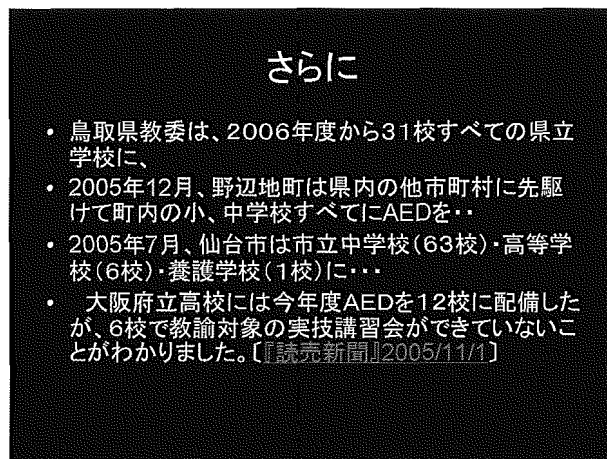 さらに
• 鳥取県教委は、2006年度から31校すべての県立
学校に、
• 2005年12月、野辺地町は県内の他市町村に先駆
けて町内の小、中学校すべてにAEDを・・
• 2005年7月、仙台市は市立中学校(63校)・高等学
校(6校)・養護学校(1校)に・・・
• 大阪府立高校には今年度AEDを12校に配備した
が、6校で教諭対象の実技講習会ができていないこ
とがわかりました。〔『読売新聞』2005/11/1〕